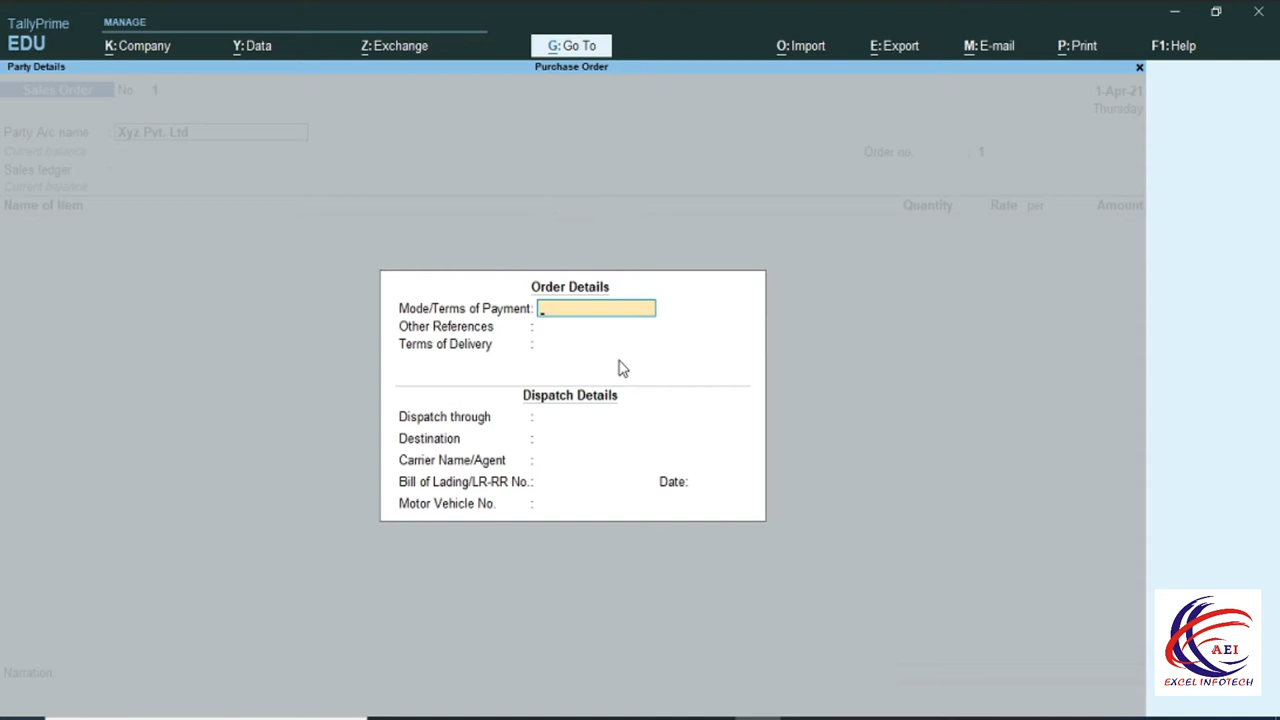 TallyPrime
EDU
MANAGE
K: Company
Y: Data
Z: Exchange
G: Go To
O: Import
E: Export
M: E-mail
P: Print
F1: Help
Party Details
Purchase Order
x
Sales Order
No. 1
1-Apr-21
Thursday
Party A/c name : Xyz Pvt. Ltd
Current balance
Order no. : 1
Sales ledger :
Current balance
Name of Item
Quantity
Rate per
Amount
Order Details
Mode/Terms of Payment:
Other References :
Terms of Delivery :
Dispatch Details
Dispatch through :
Destination :
Carrier Name/Agent :
Bill of Lading/LR-RR No.: Date:
Motor Vehicle No. :
Narration:
AEI
EXCEL INFOTECH